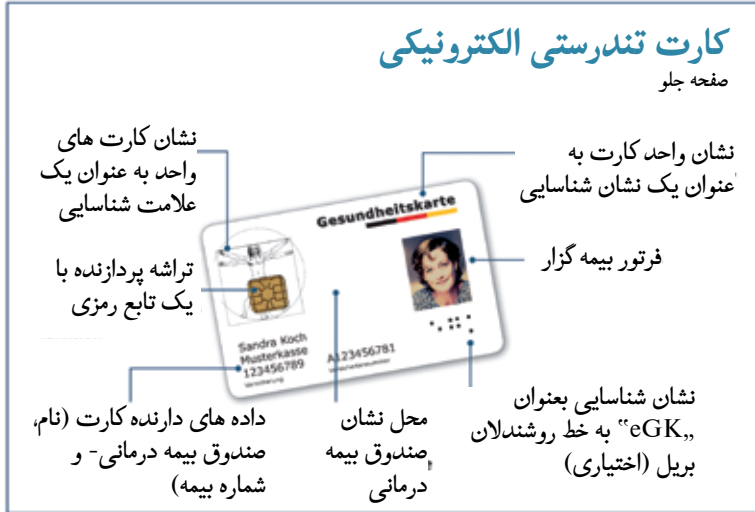 کارت تندرستی الکترونیکی
صفحه جلو
نشان واحد کارت به
عنوان یک نشان شناسایی
فرتور بیمه گزار
نشان شناسایی بعنوان
„eGK“ به خط روشندلان
بریل (اختیاری)
نشان کارت های
واحد به عنوان یک
علامت شناسایی
تراشه پردازنده با
یک تابع رمزی
Gesundheitskarte
Sandra Koch
Musterkasse
123456789
Versicherung
A123456781
Versichertennummer
محل نشان
صندوق بیمه
درمانی
داده های دارنده کارت (نام،
صندوق بیمه درمانی- و
شماره بیمه)